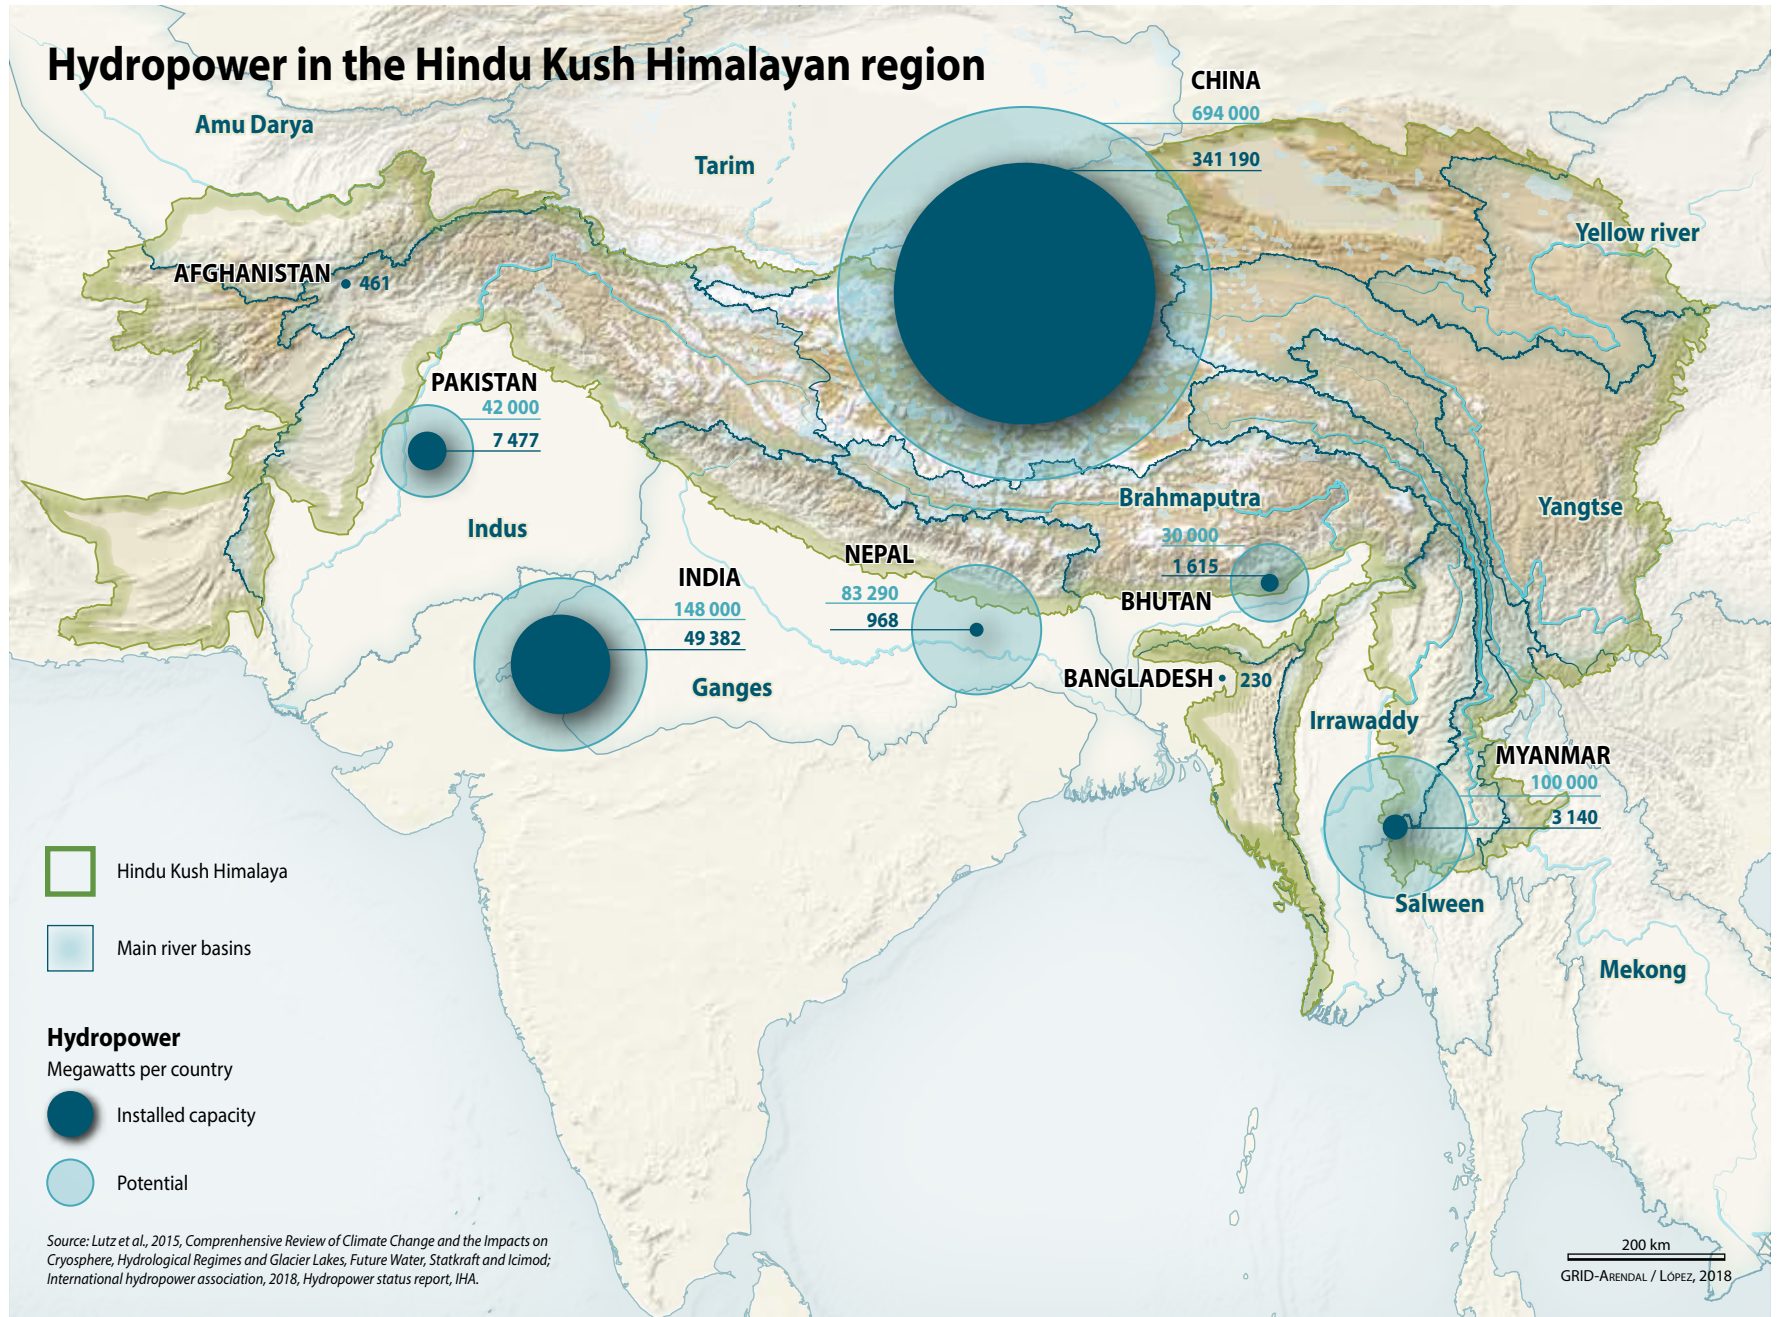 Hydropower in the Hindu Kush Himalayan region
CHINA
694 000
341 190
Amu Darya
Tarim
Yellow river
AFGHANISTAN
461
PAKISTAN
42 000
7 477
Indus
Brahmaputra
Yangtse
30 000
1 615
BHUTAN
NEPAL
83 290
968
INDIA
148 000
49 382
Ganges
BANGLADESH
230
Irrawaddy
MYANMAR
100 000
3 140
Salween
Mekong
Hindu Kush Himalaya
Main river basins
Hydropower
Megawatts per country
Installed capacity
Potential
Source: Lutz et al., 2015, Comprenhensive Review of Climate Change and the Impacts on
Cryosphere, Hydrological Regimes and Glacier Lakes, Future Water, Statkraft and Icimod;
International hydropower association, 2018, Hydropower status report, IHA.
200 km
GRID-Arendal / López, 2018